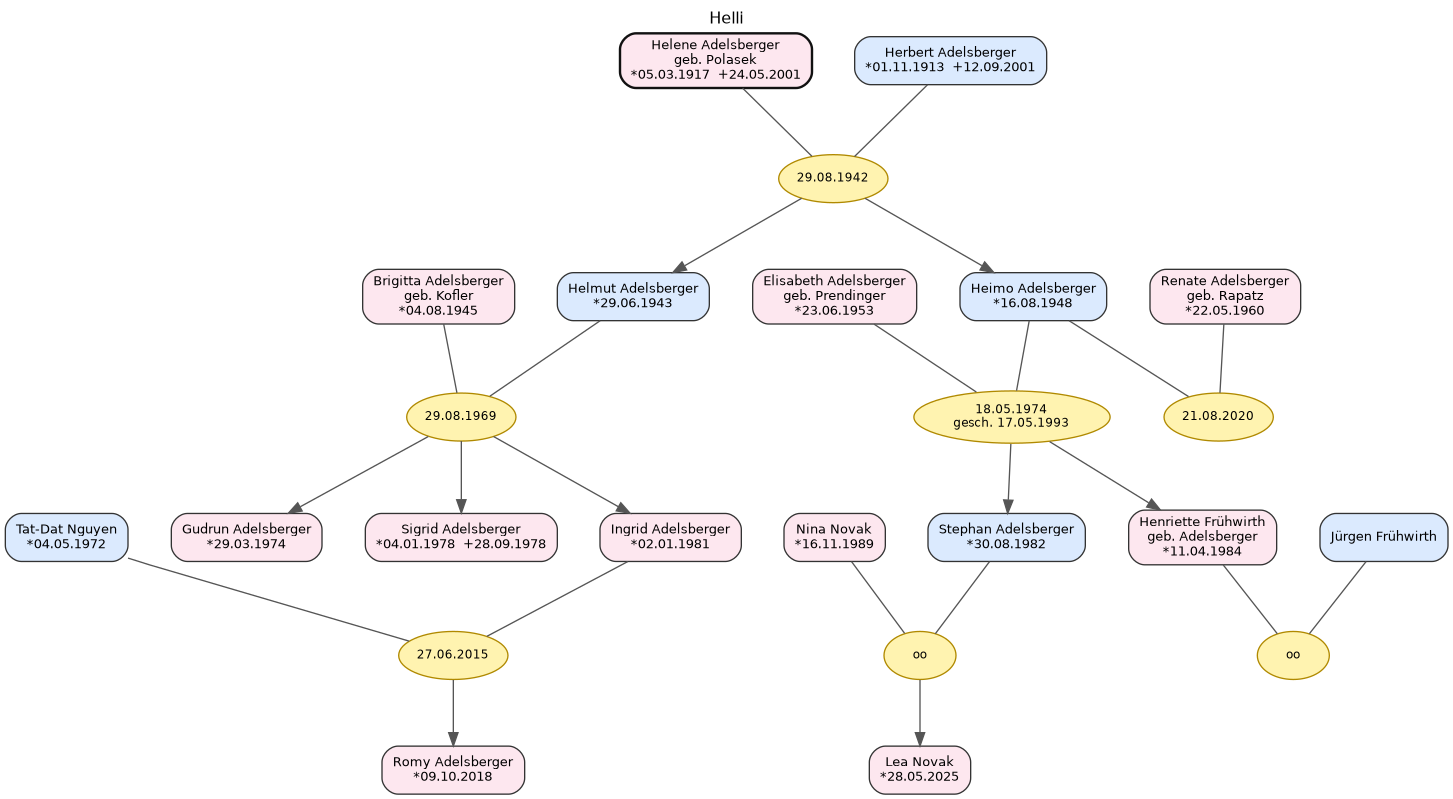 Helli
Helene Adelsberger
geb. Polasek
*05.03.1917  +24.05.2001
Herbert Adelsberger
*01.11.1913  +12.09.2001
29.08.1942
Brigitta Adelsberger
geb. Kofler
*04.08.1945
Helmut Adelsberger
*29.06.1943
Elisabeth Adelsberger
geb. Prendinger
*23.06.1953
Heimo Adelsberger
*16.08.1948
Renate Adelsberger
geb. Rapatz
*22.05.1960
29.08.1969
18.05.1974
gesch. 17.05.1993
21.08.2020
Tat-Dat Nguyen
*04.05.1972
Gudrun Adelsberger
*29.03.1974
Sigrid Adelsberger
*04.01.1978  +28.09.1978
Ingrid Adelsberger
*02.01.1981
Nina Novak
*16.11.1989
Stephan Adelsberger
*30.08.1982
Henriette Frühwirth
geb. Adelsberger
*11.04.1984
Jürgen Frühwirth
27.06.2015
oo
oo
Romy Adelsberger
*09.10.2018
Lea Novak
*28.05.2025